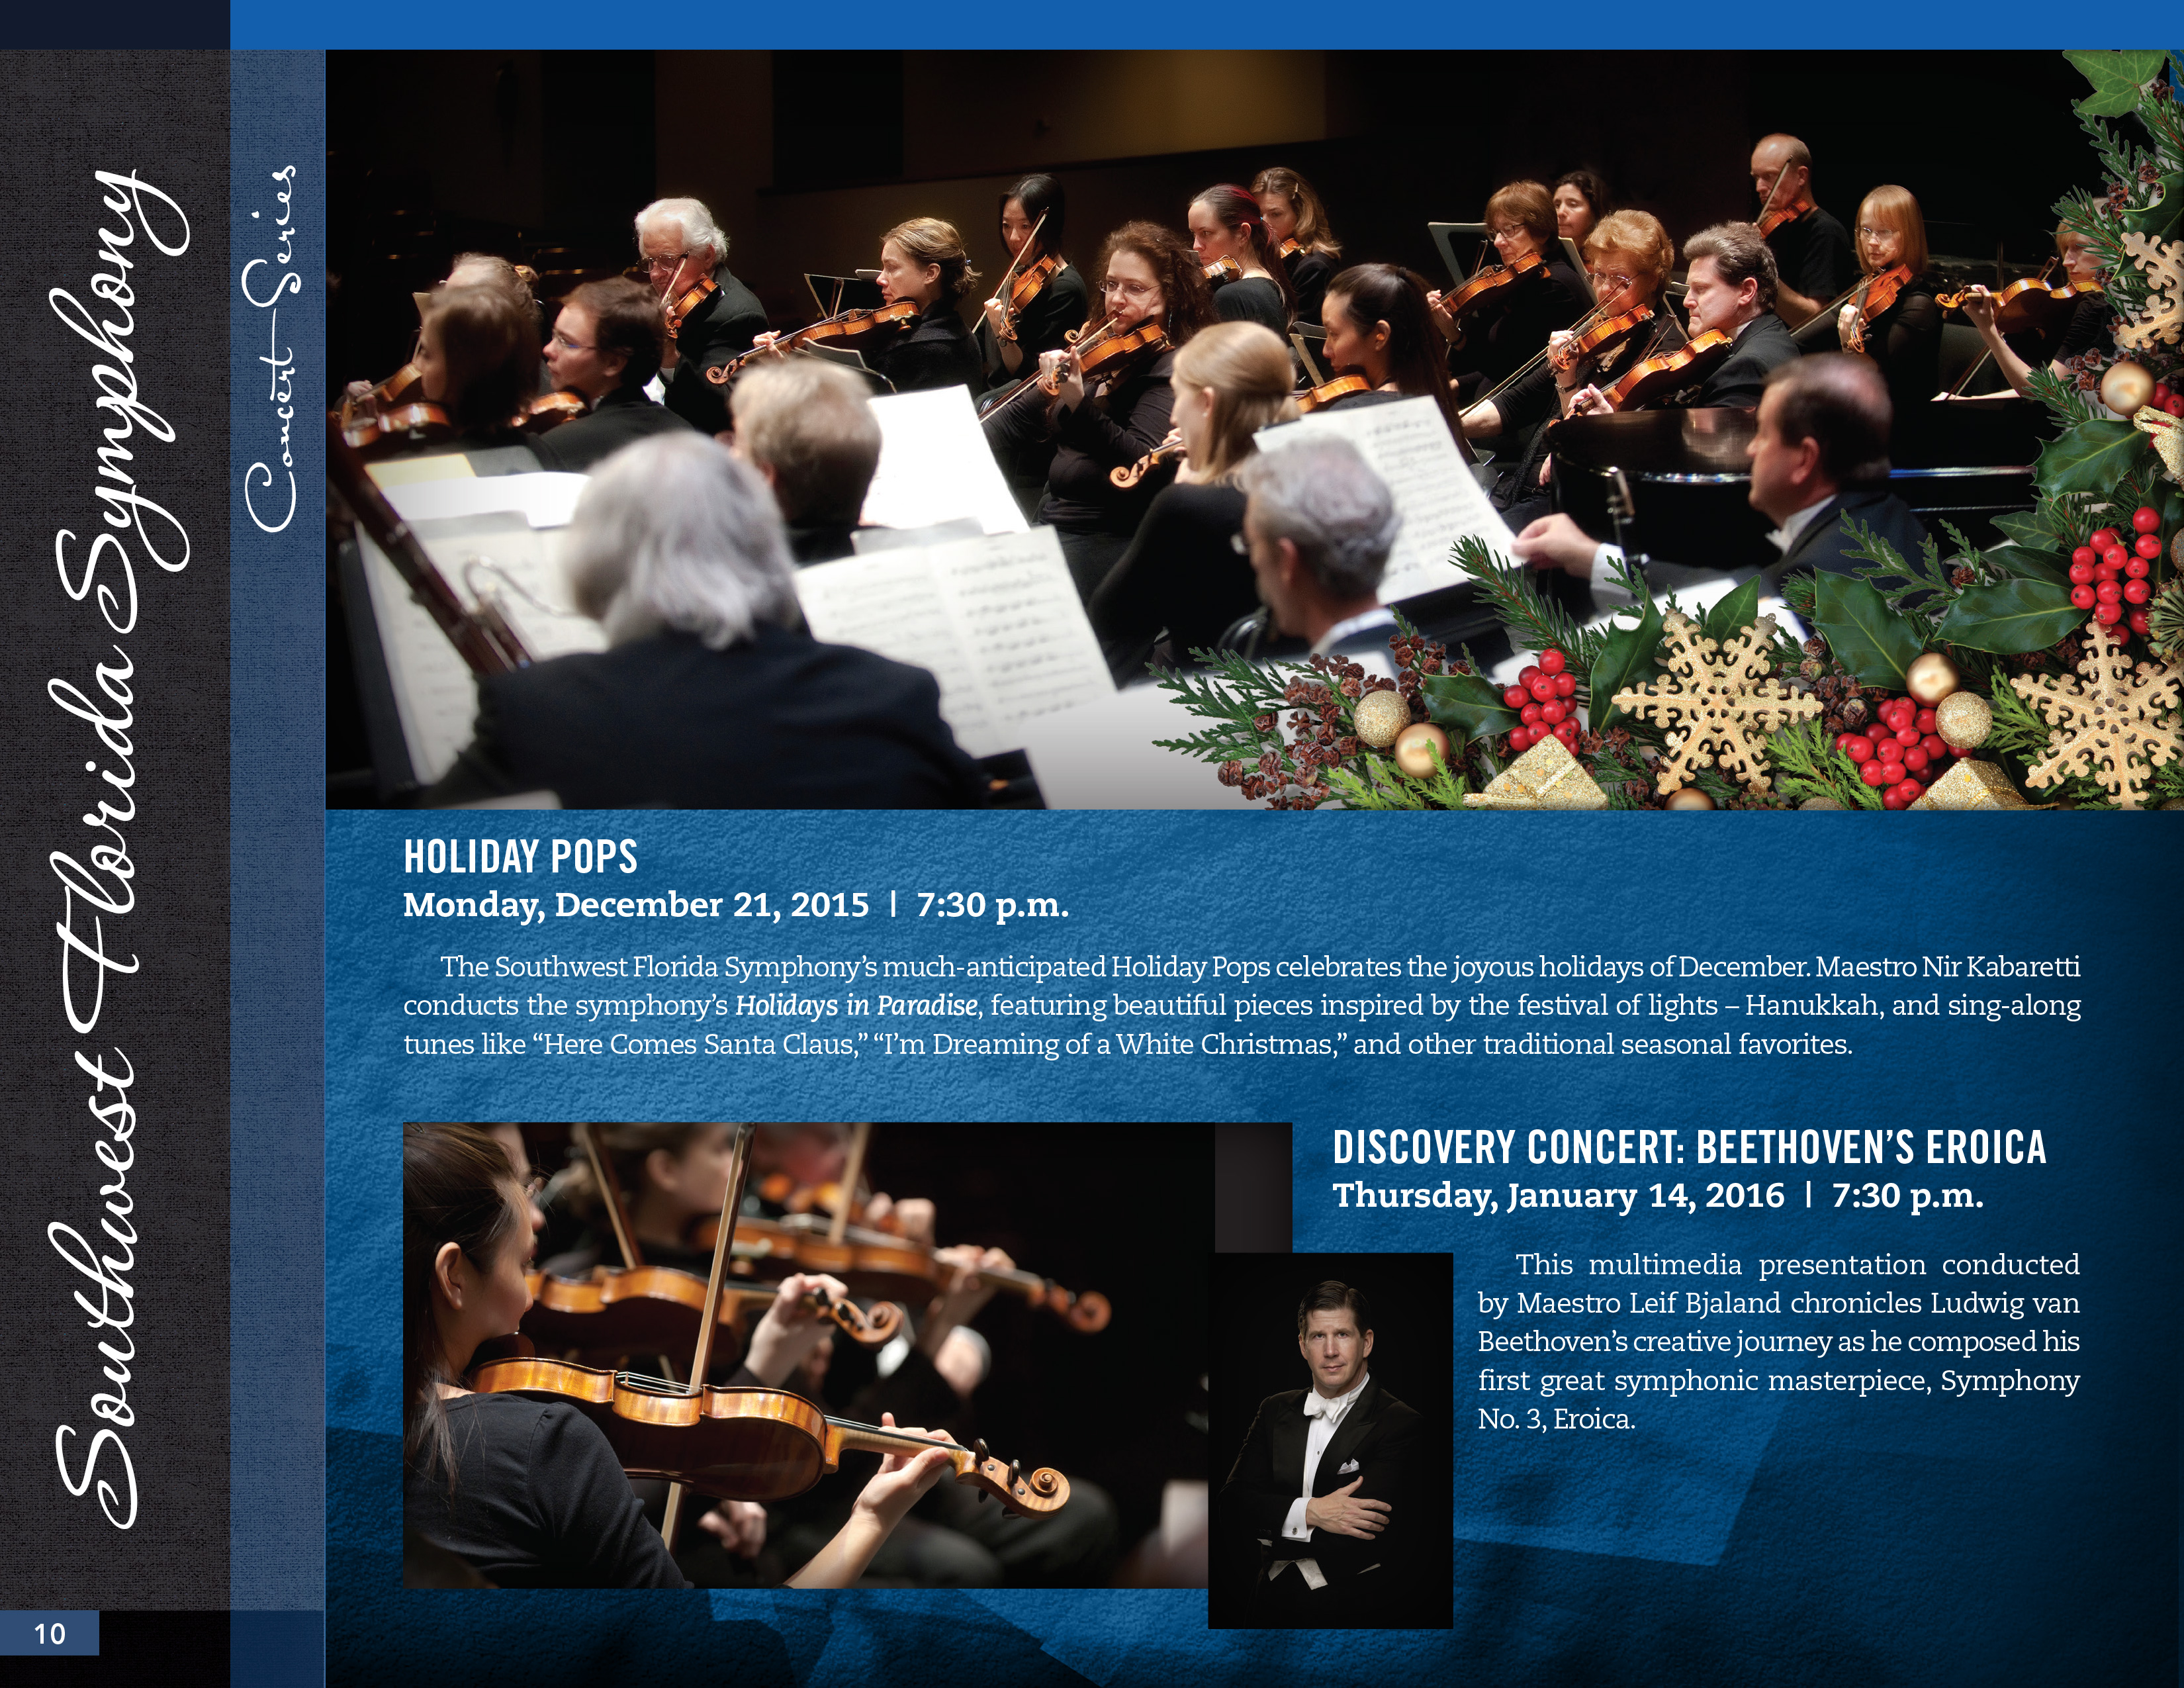 Southwest Florida Symphony
Concert Series
HOLIDAY POPS
Monday, December 21, 2015 | 7:30 p.m.
The Southwest Florida Symphony’s much-anticipated Holiday Pops celebrates the joyous holidays of December. Maestro Nir Kabaretti
conducts the symphony’s Holidays in Paradise, featuring beautiful pieces inspired by the festival of lights – Hanukkah, and sing-along
tunes like “Here Comes Santa Claus,” “I’m Dreaming of a White Christmas,” and other traditional seasonal favorites.
DISCOVERY CONCERT: BEETHOVEN’S EROICA
Thursday, January 14, 2016 | 7:30 p.m.
This multimedia presentation conducted
by Maestro Leif Bjaland chronicles Ludwig van
Beethoven’s creative journey as he composed his
first great symphonic masterpiece, Symphony
No. 3, Eroica.
10